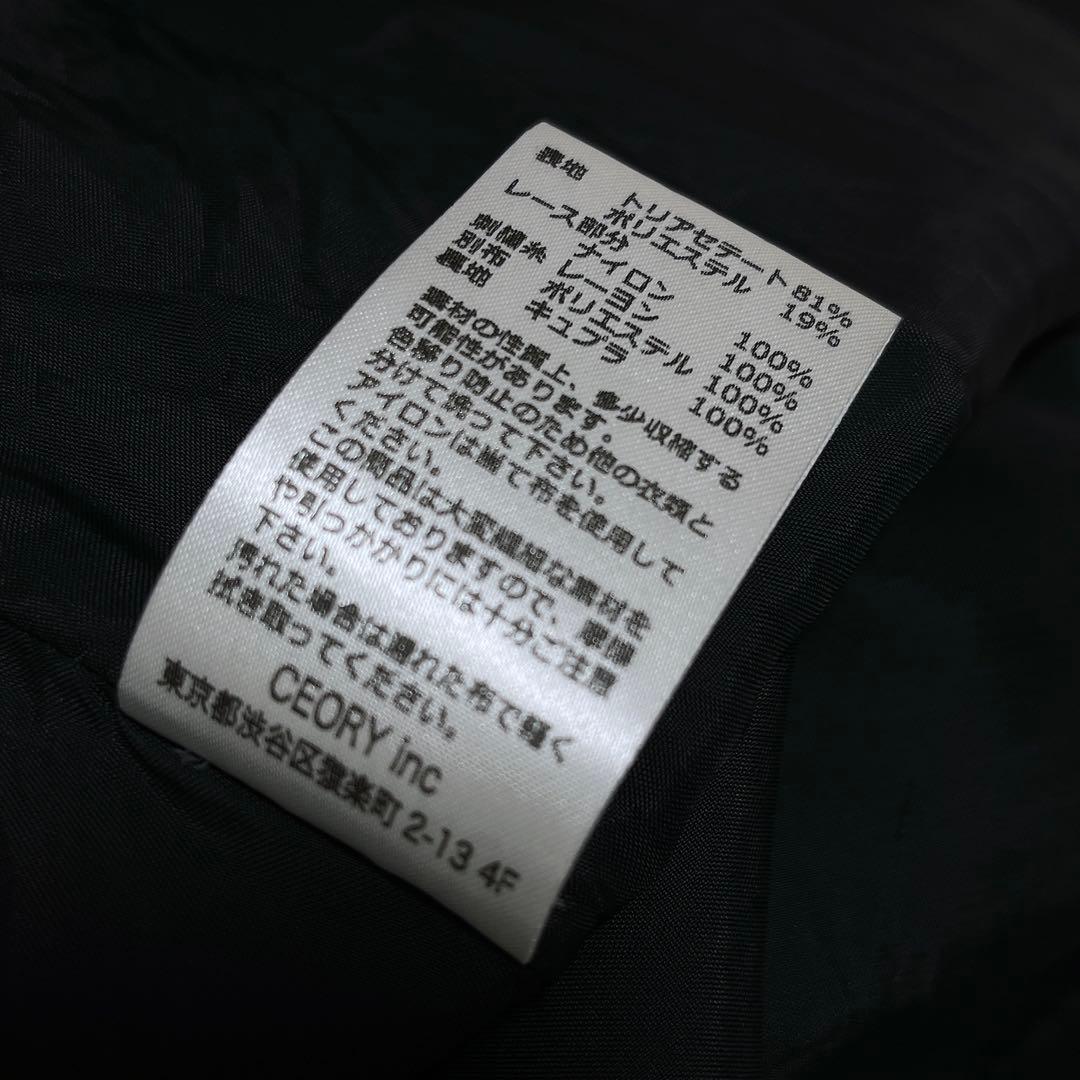 表地 トリアセテート 81%
ポリエステル 19%
レース部分
ナイロン 100%
刺繍糸 レーヨン 100%
別布 ポリエステル 100%
裏地 キュプラ 100%
素材の性質上、多少収縮する
可能性があります。
色移り防止のため他の衣類と
分けて洗って下さい。
アイロンは当て布を使用して
ください。
この商品は大変繊細な素材を
使用しておりますので、摩擦
や引っかかりには十分ご注意
下さい。
汚れた場合は濡れた布で軽く
拭き取ってください。
CEORY inc
東京都渋谷区猿楽町 2-13 4F